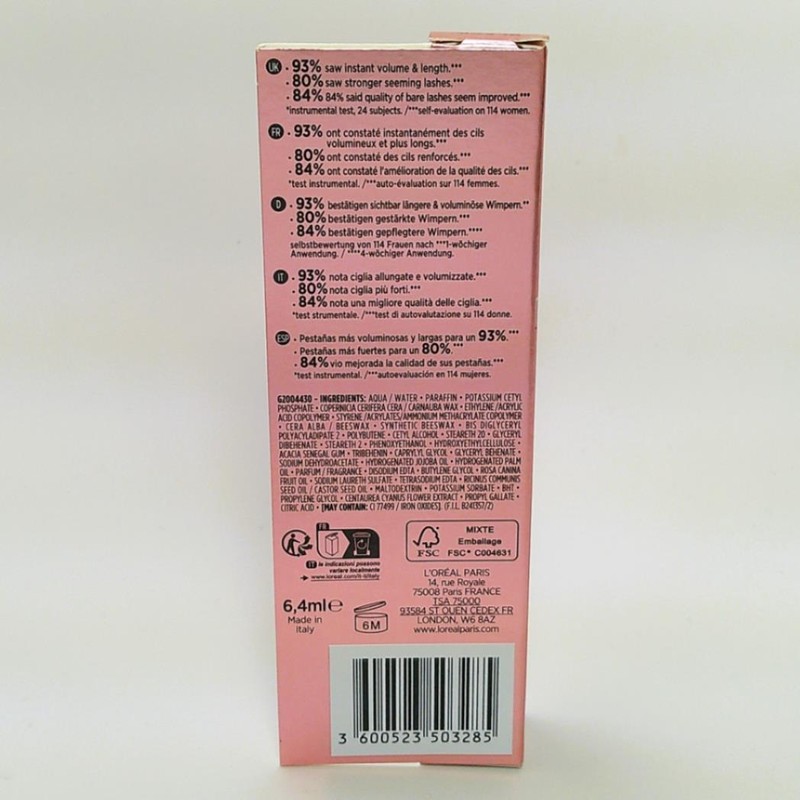 UK • 93% saw instant volume & length.***
• 80% saw stronger seeming lashes.***
• 84% 84% said quality of bare lashes seem improved.***
*instrumental test, 24 subjects. /***self-evaluation on 114 women.
FR • 93% ont constaté instantanément des cils
volumineux et plus longs.***
• 80% ont constaté des cils renforcés.***
• 84% ont constaté l'amélioration de la qualité des cils.***
*test instrumental. /***auto-évaluation sur 114 femmes.
D • 93% bestätigen sichtbar längere & voluminöse Wimpern.**
• 80% bestätigen gestärkte Wimpern.***
• 84% bestätigen gepflegtere Wimpern.****
selbstbewertung von 114 Frauen nach ***1-wöchiger
Anwendung. / ****4-wöchiger Anwendung.
IT • 93% nota ciglia allungate e volumizzate.***
• 80% nota ciglia più forti.***
• 84% nota una migliore qualità delle ciglia.***
*test strumentale. /***test di autovalutazione su 114 donne.
ESP • Pestañas más voluminosas y largas para un 93%.***
• Pestañas más fuertes para un 80%.***
• 84% vio mejorada la calidad de sus pestañas.***
*test instrumental. /***autoevaluación en 114 mujeres.
G2004430 • INGREDIENTS: AQUA / WATER • PARAFFIN • POTASSIUM CETYL
PHOSPHATE • COPERNICIA CERIFERA CERA / CARNAUBA WAX • ETHYLENE/ACRYLIC
ACID COPOLYMER • STYRENE/ACRYLATES/AMMONIUM METHACRYLATE COPOLYMER
• CERA ALBA / BEESWAX • SYNTHETIC BEESWAX • BIS DIGLYCERYL
POLYACYLADIPATE 2 • POLYBUTENE • CETYL ALCOHOL • STEARETH 20 • GLYCERYL
DIBEHENATE • STEARETH 2 • PHENOXYETHANOL • HYDROXYETHYLCELLULOSE •
ACACIA SENEGAL GUM • TRIBEHENIN • CAPRYLYL GLYCOL • GLYCERYL BEHENATE •
SODIUM DEHYDROACETATE • HYDROGENATED JOJOBA OIL • HYDROGENATED PALM
OIL • PARFUM / FRAGRANCE • DISODIUM EDTA • BUTYLENE GLYCOL • ROSA CANINA
FRUIT OIL • SODIUM LAURETH SULFATE • TETRASODIUM EDTA • RICINUS COMMUNIS
SEED OIL / CASTOR SEED OIL • MALTODEXTRIN • POTASSIUM SORBATE • BHT •
PROPYLENE GLYCOL • CENTAUREA CYANUS FLOWER EXTRACT • PROPYL GALLATE •
CITRIC ACID • [MAY CONTAIN: CI 77499 / IRON OXIDES]. (F.I.L. B241357/2)
FR
IT le indicazioni possono
variare localmente
→ www.loreal.com/it-it/italy
FSC
MIXTE
Emballage
FSC® C004631
6,4ml e
Made in
Italy
6M
L'ORÉAL PARIS
14, rue Royale
75008 Paris FRANCE
TSA 75000
93584 ST OUEN CEDEX FR
LONDON, W6 8AZ
www.lorealparis.com
3 600523 503285